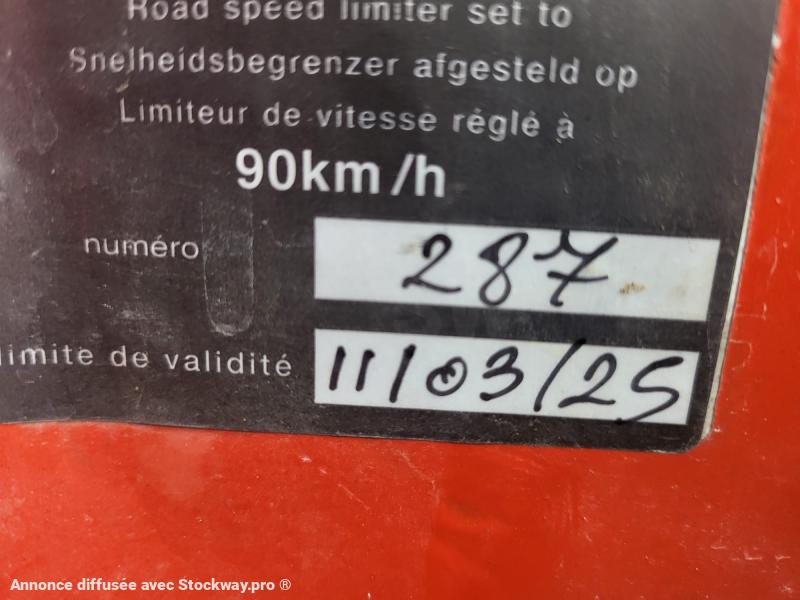 Road speed limiter set to
Snelheidsbegrenzer afgesteld op
Limiteur de vitesse réglé à
90km/h
numéro 287
limite de validité 11/03/25
Annonce diffusée avec Stockway.pro ®